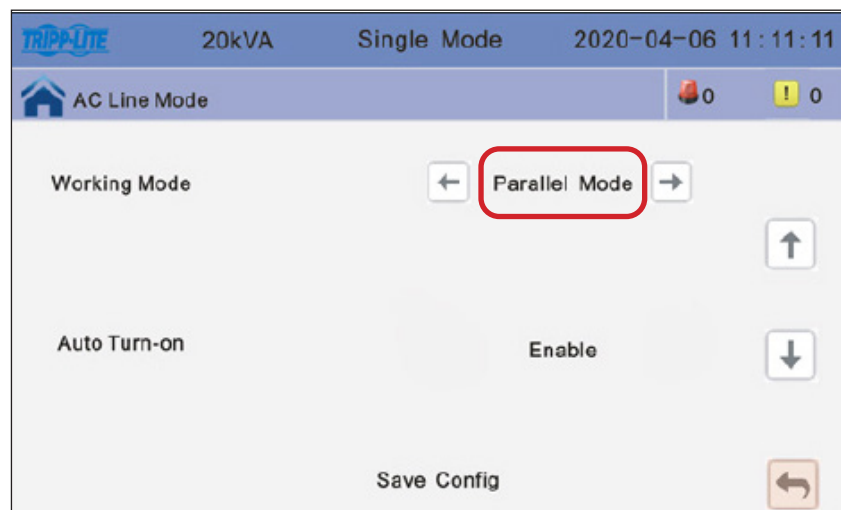 TRIPP-LITE 20kVA Single Mode 2020-04-06 11:11:11
AC Line Mode 0 ! 0
Working Mode ← Parallel Mode →
↑
Auto Turn-on Enable ↓
Save Config